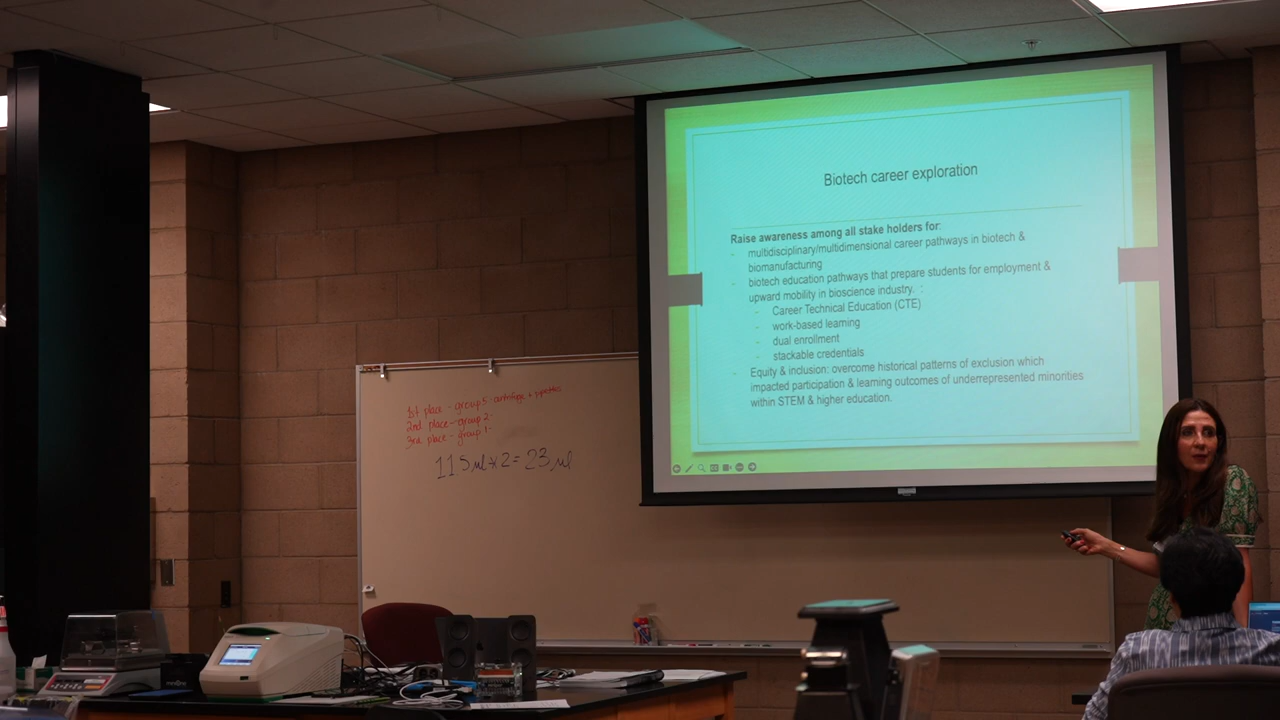 Biotech career exploration
Raise awareness among all stake holders for:
- multidisciplinary/multidimensional career pathways in biotech &
biomanufacturing
- biotech education pathways that prepare students for employment &
upward mobility in bioscience industry. :
- Career Technical Education (CTE)
- work-based learning
- dual enrollment
- stackable credentials
- Equity & inclusion: overcome historical patterns of exclusion which
impacted participation & learning outcomes of underrepresented minorities
within STEM & higher education.
1st place - group 5 - centrifuge + pipettes
2nd place - group 2 -
3rd place - group 1 -
11.5 µl x 2 = 23 µl